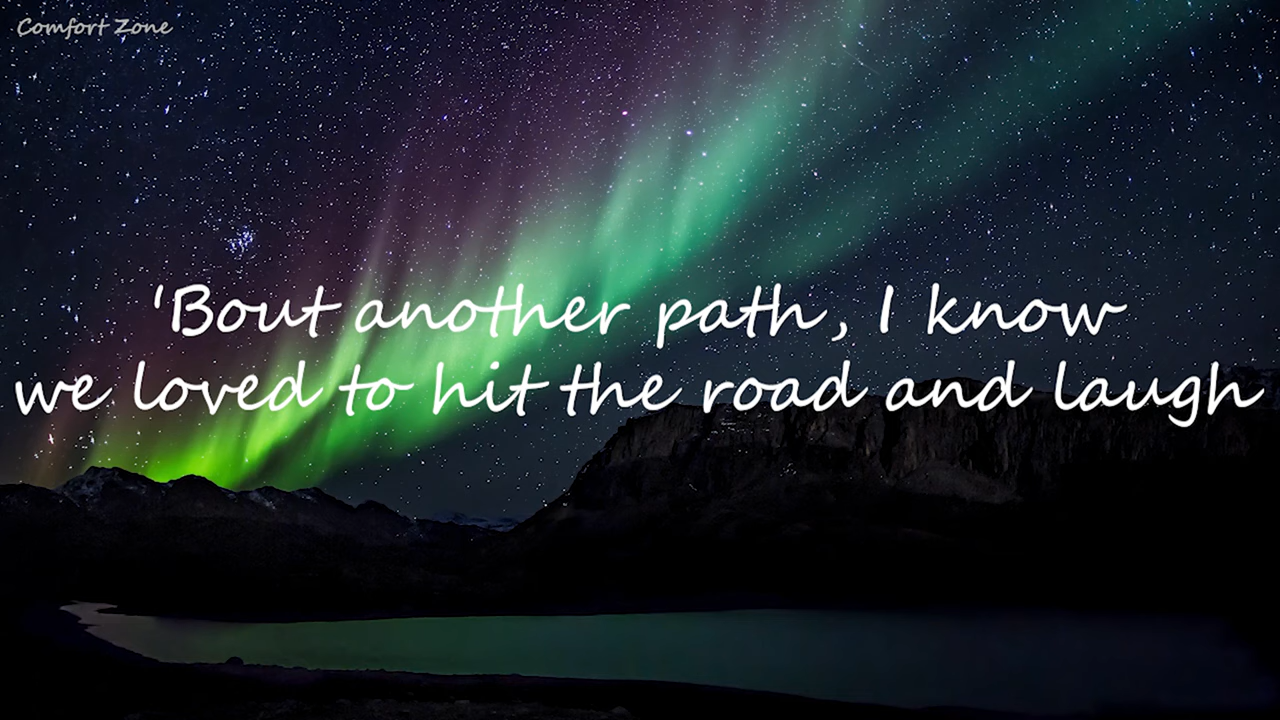 Comfort Zone
'Bout another path, I know
we loved to hit the road and laugh